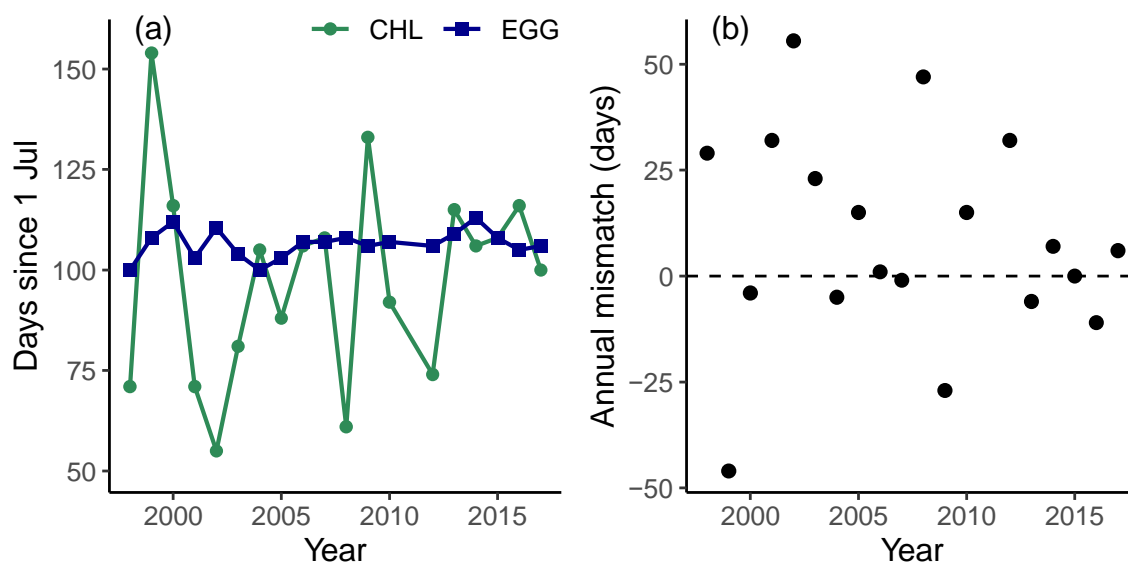 (a) CHL EGG
Days since 1 Jul
150
125
100
75
50
2000 2005 2010 2015
Year
(b)
Annual mismatch (days)
50
25
0
−25
−50
2000 2005 2010 2015
Year